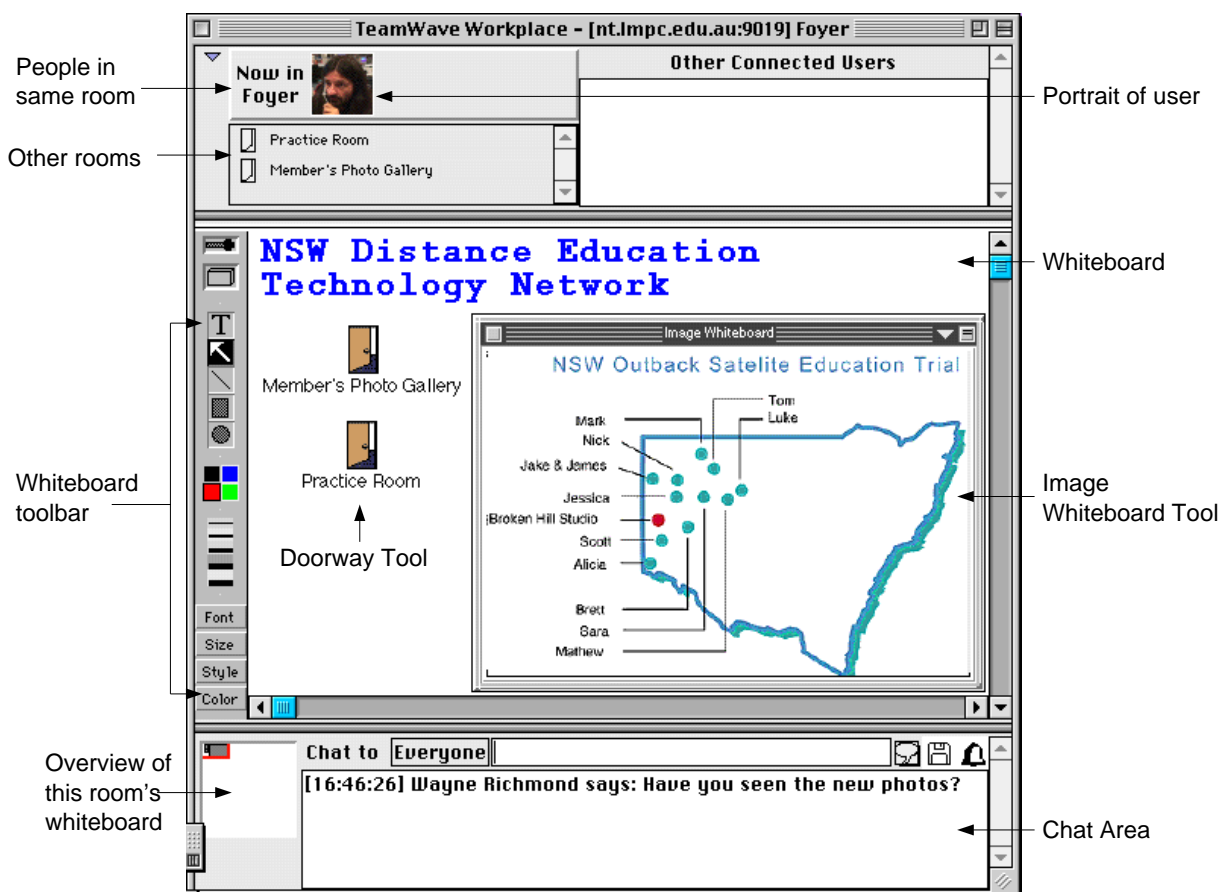 TeamWave Workplace - [nt.lmpc.edu.au:9019] Foyer
People in
same room
Now in
Foyer
Other Connected Users
Portrait of user
Other rooms
Practice Room
Member's Photo Gallery
NSW Distance Education
Technology Network
Whiteboard
T
Image Whiteboard
NSW Outback Satelite Education Trial
Member's Photo Gallery
Practice Room
Doorway Tool
Tom
Luke
Mark
Nick
Jake & James
Jessica
Broken Hill Studio
Scott
Alicia
Brett
Sara
Mathew
Whiteboard
toolbar
Image
Whiteboard Tool
Font
Size
Style
Color
Overview of
this room's
whiteboard
Chat to Everyone
[16:46:26] Wayne Richmond says: Have you seen the new photos?
Chat Area